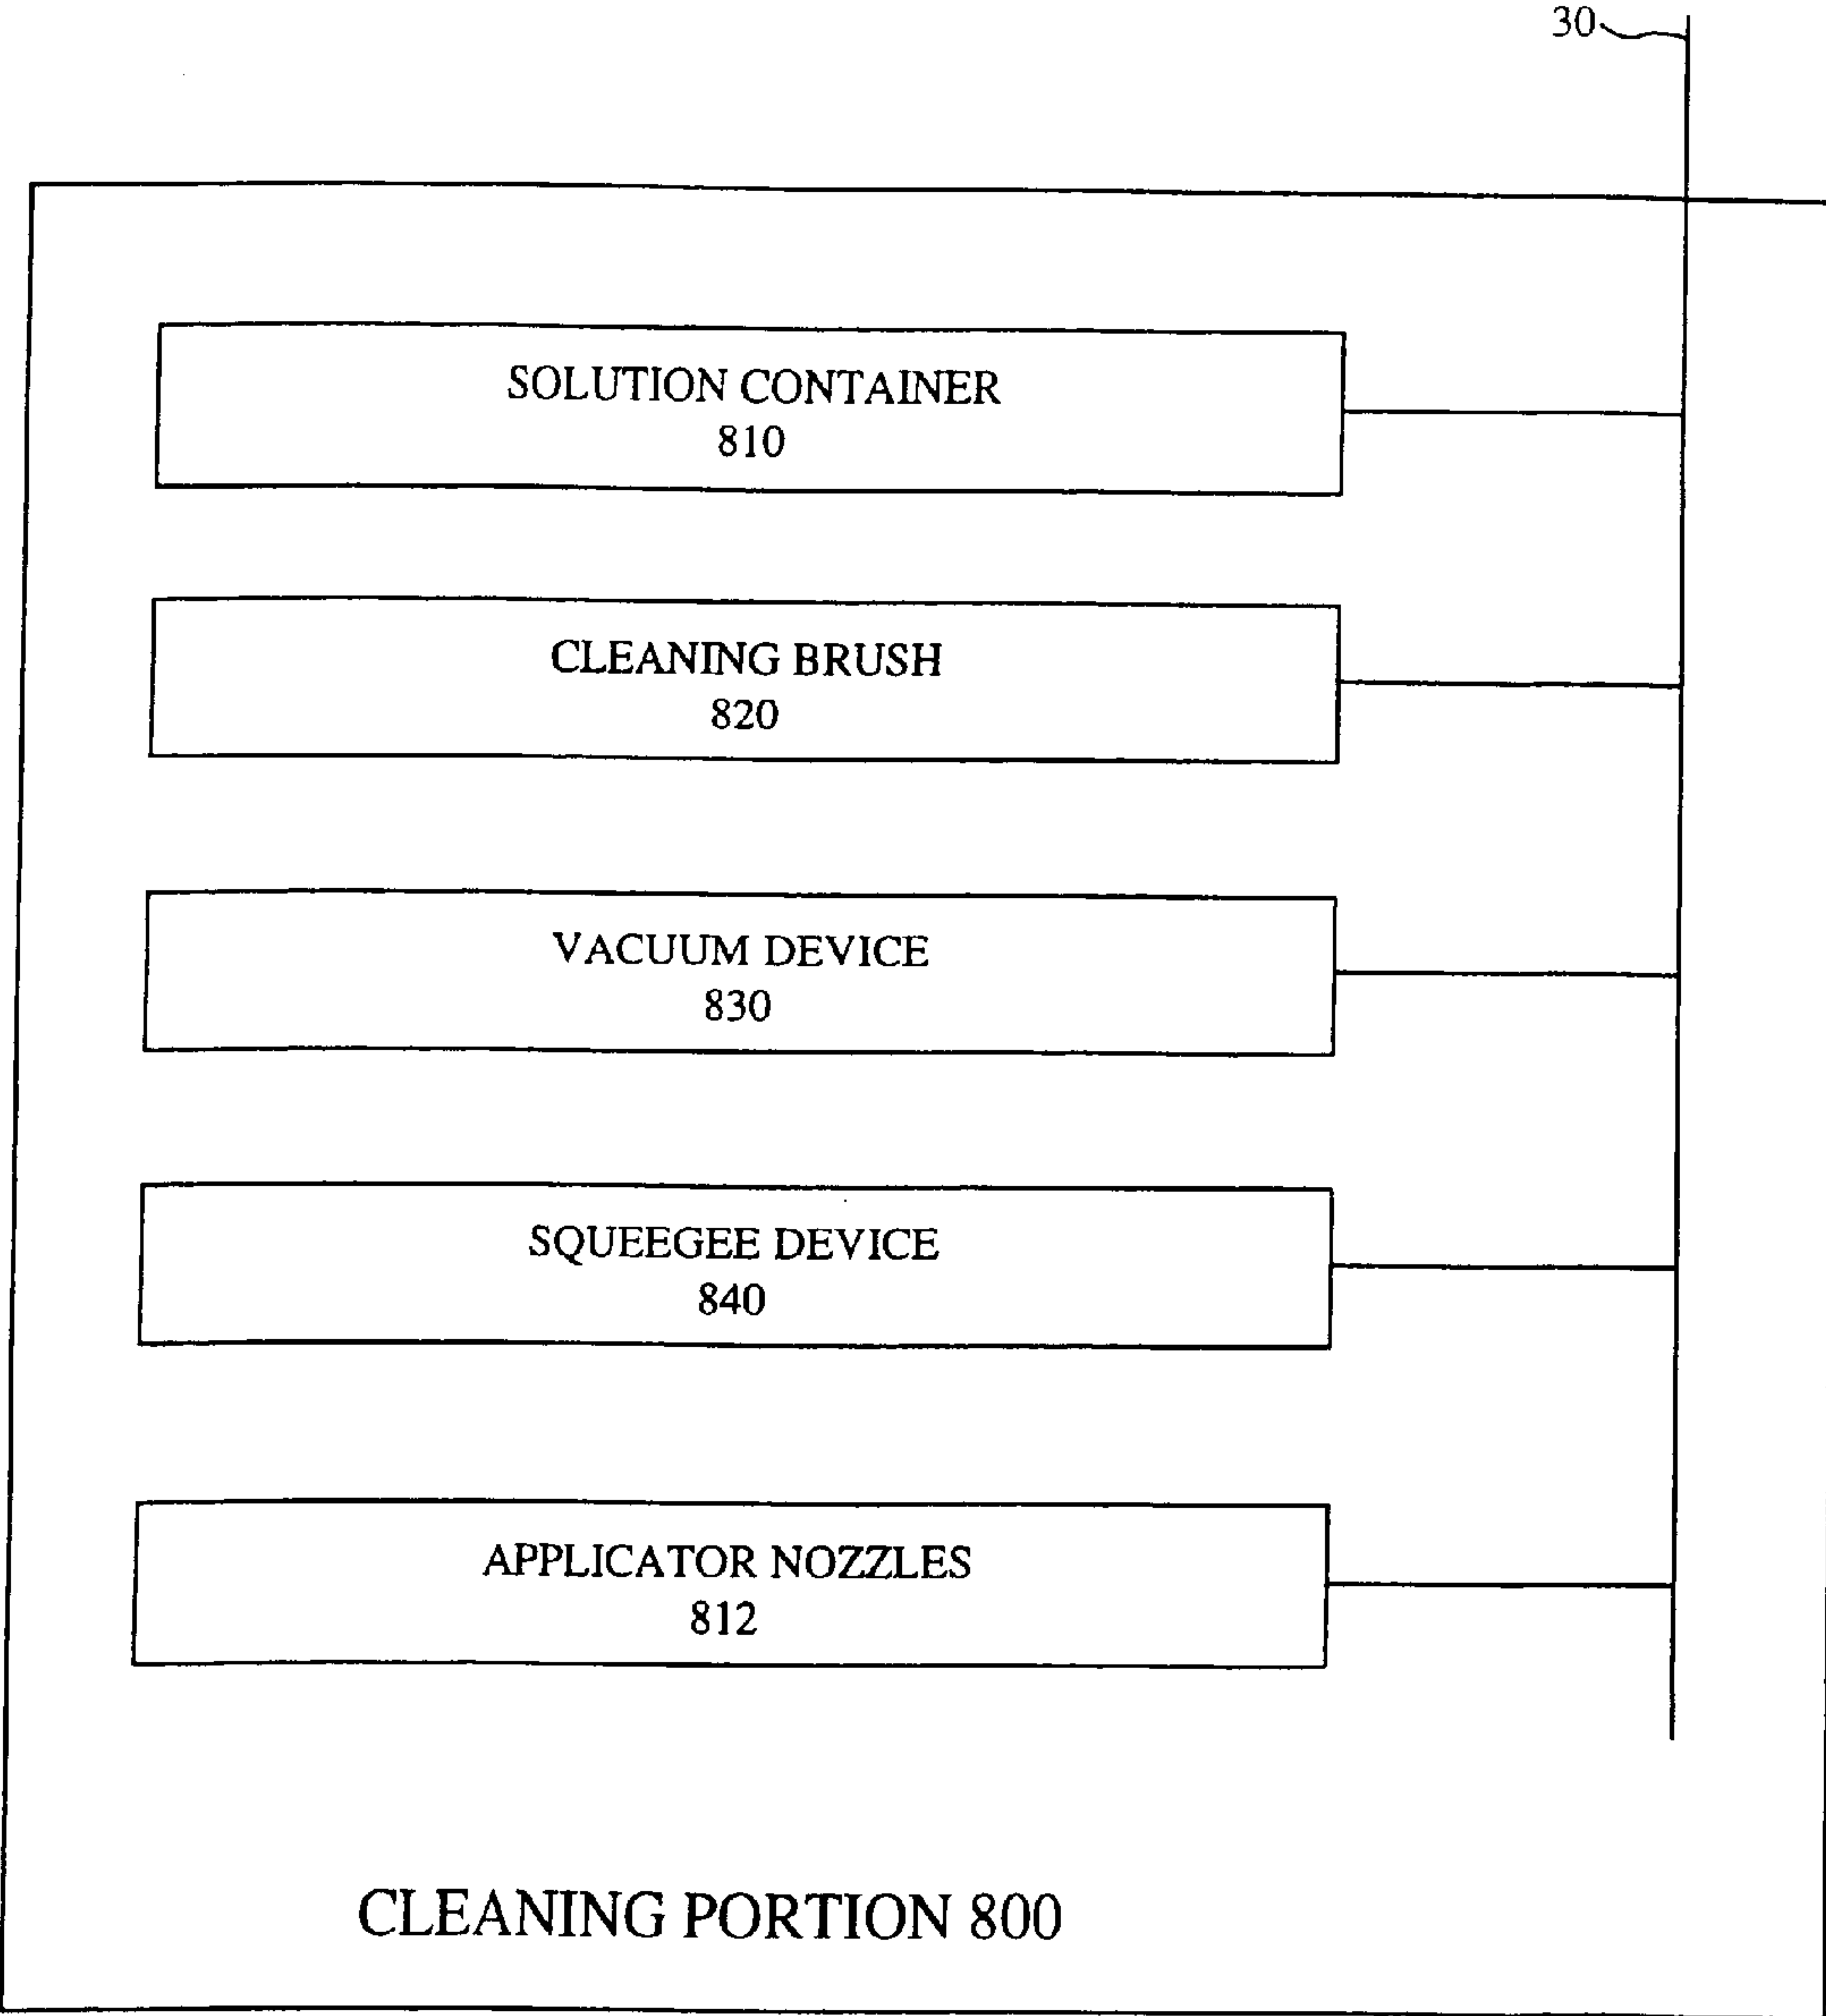 30
SOLUTION CONTAINER
810
CLEANING BRUSH
820
VACUUM DEVICE
830
SQUEEGEE DEVICE
840
APPLICATOR NOZZLES
812
CLEANING PORTION 800